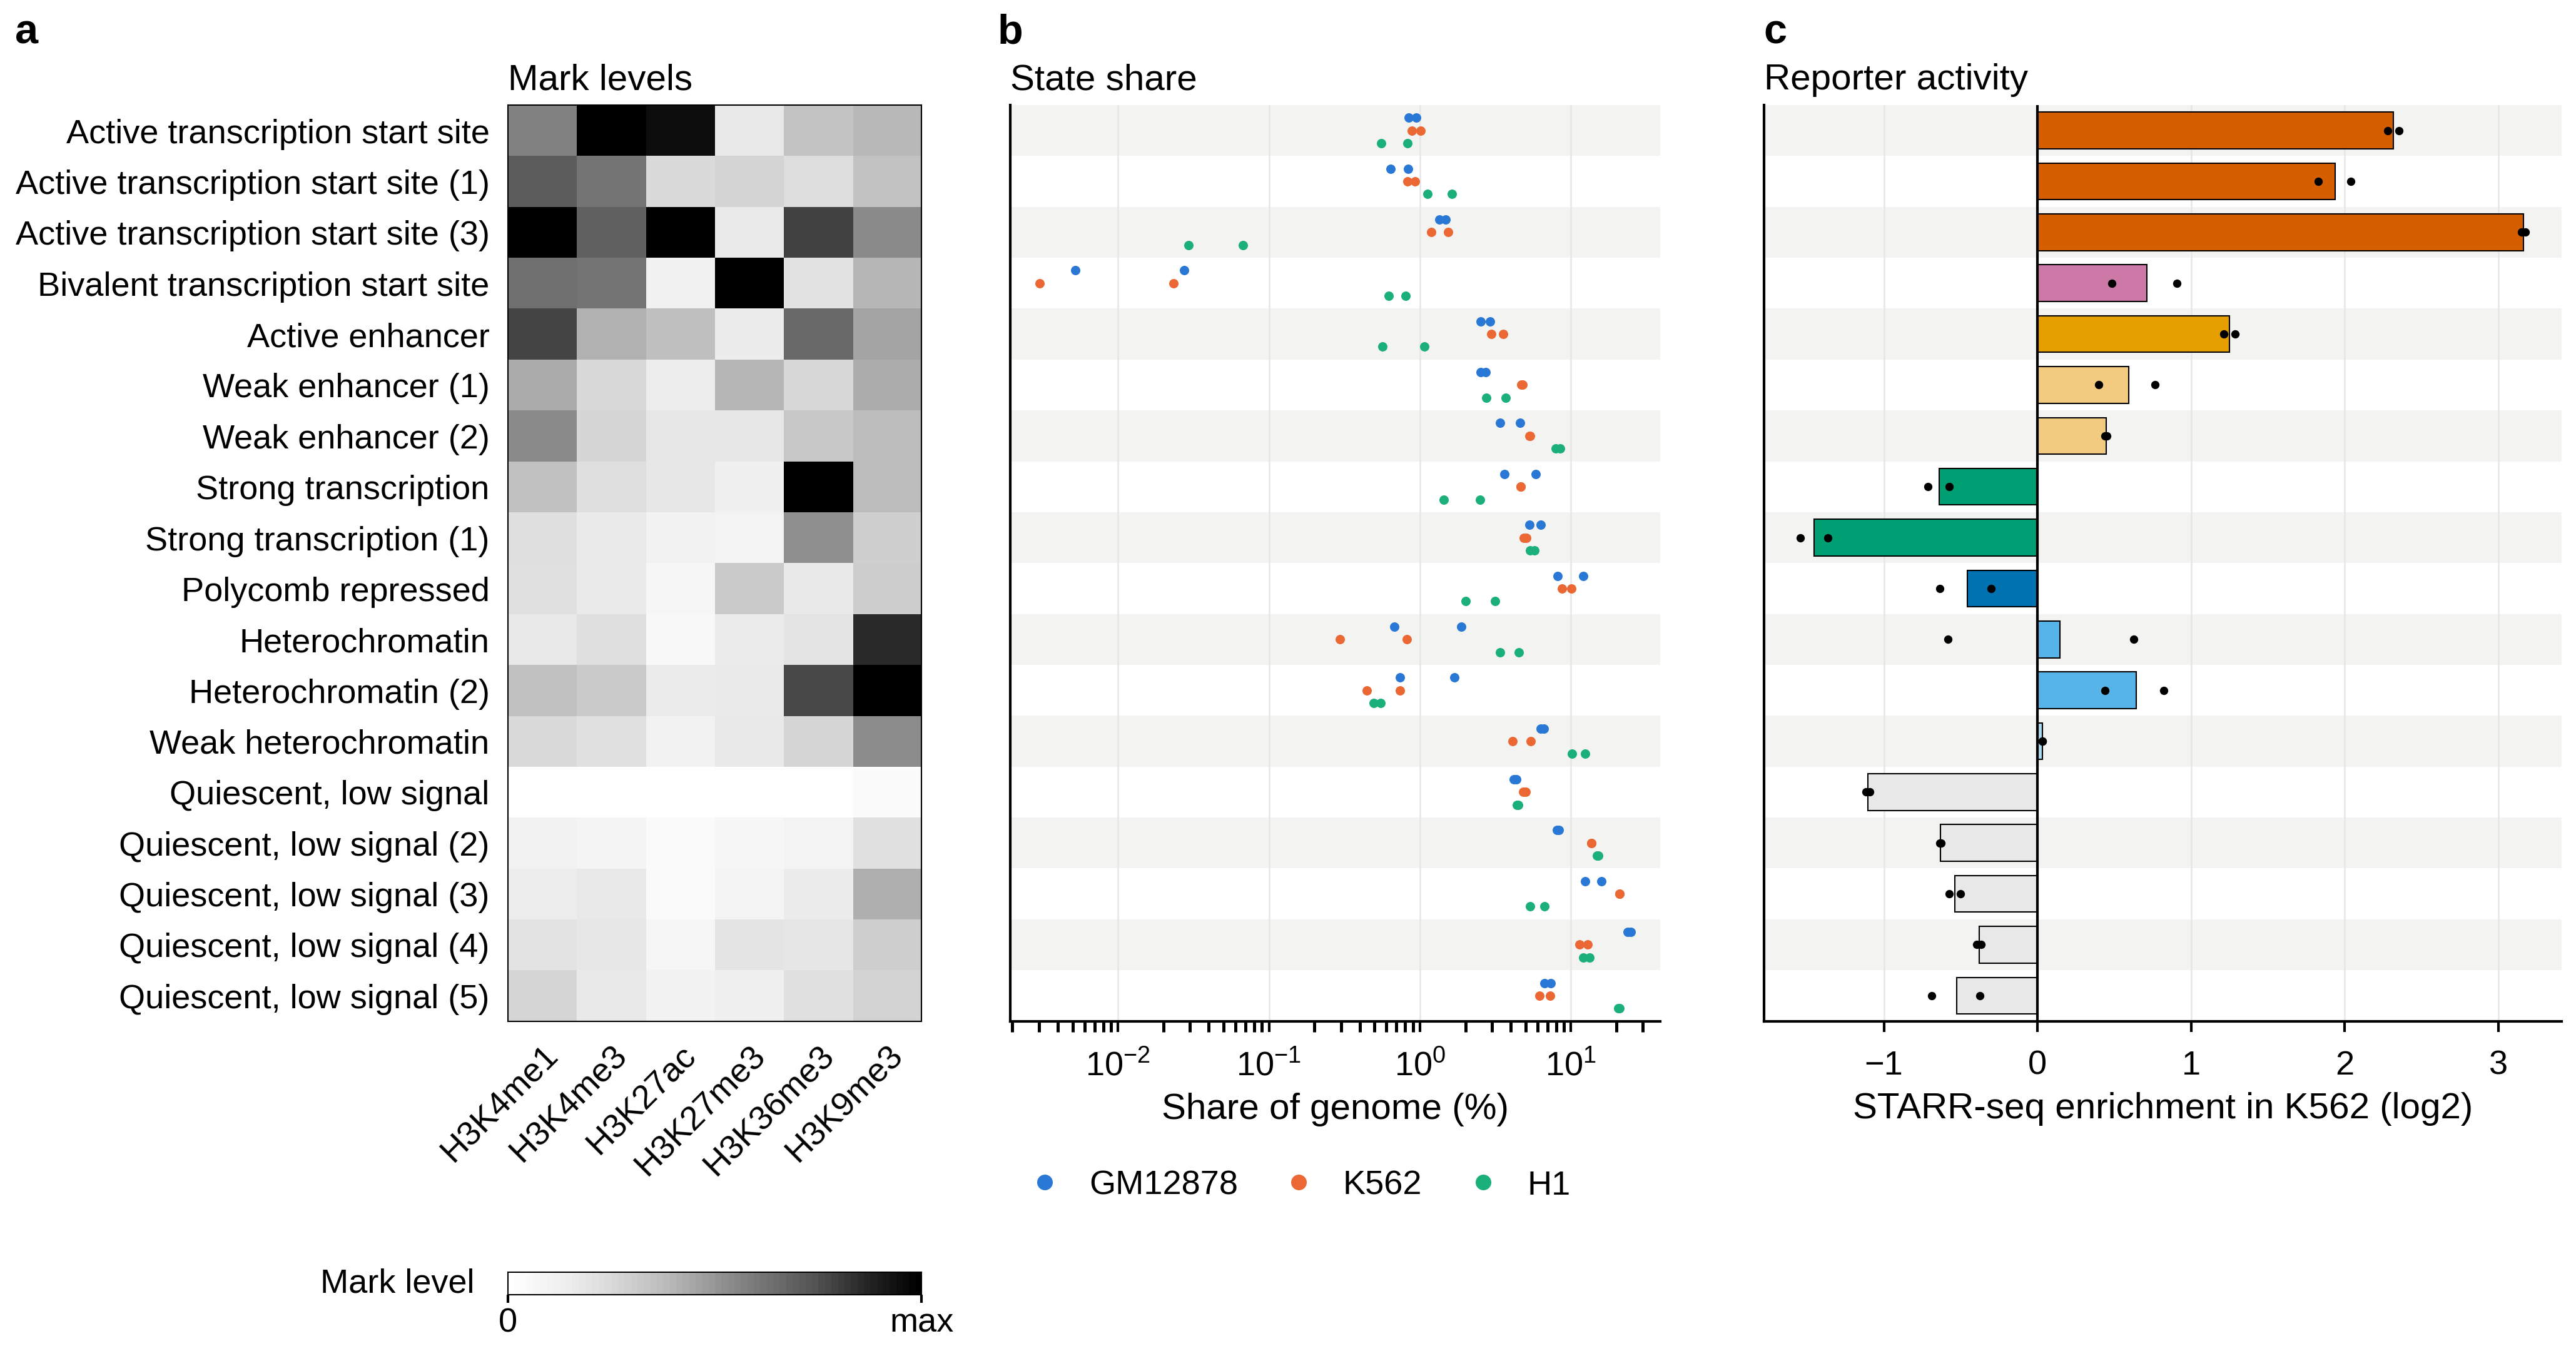 a
Mark levels
Active transcription start site
Active transcription start site (1)
Active transcription start site (3)
Bivalent transcription start site
Active enhancer
Weak enhancer (1)
Weak enhancer (2)
Strong transcription
Strong transcription (1)
Polycomb repressed
Heterochromatin
Heterochromatin (2)
Weak heterochromatin
Quiescent, low signal
Quiescent, low signal (2)
Quiescent, low signal (3)
Quiescent, low signal (4)
Quiescent, low signal (5)
H3K4me1
H3K4me3
H3K27ac
H3K27me3
H3K36me3
H3K9me3
Mark level
0
max
b
State share
10⁻² 10⁻¹ 10⁰ 10¹
Share of genome (%)
GM12878 K562 H1
c
Reporter activity
−1 0 1 2 3
STARR-seq enrichment in K562 (log2)